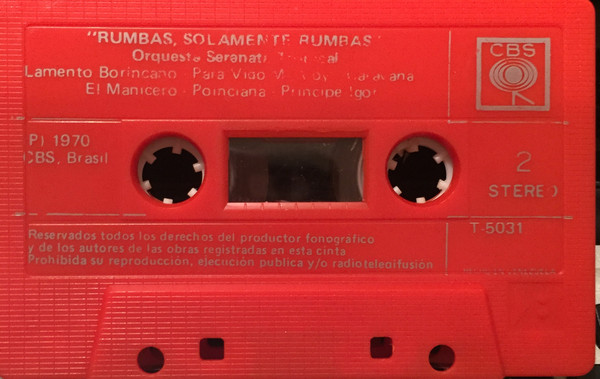 "RUMBAS, SOLAMENTE RUMBAS"
Orquesta
Lamento Borincano - Para Vigo Me Voy - Caravana
El Manicero - Poinciana - Principe Igor
CBS
P) 1970
CBS, Brasil
2
STEREO
T-5031
Reservados todos los derechos del productor fonográfico
y de los autores de las obras registradas en esta cinta
Prohibida su reproducción, ejecución publica y/o radioteledifusión